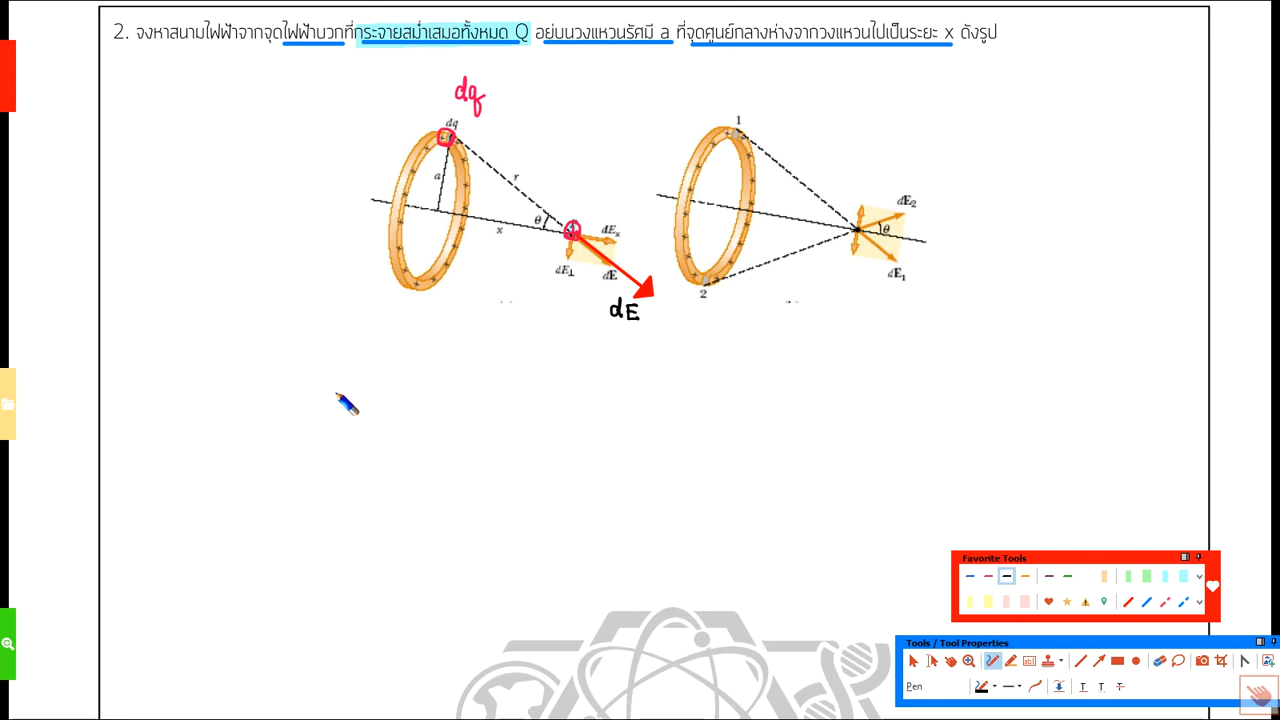 2. จงหาสนามไฟฟ้าจากจุดไฟฟ้าบวกที่กระจายสม่ำเสมอทั้งหมด Q อยู่บนวงแหวนรัศมี a ที่จุดศูนย์กลางห่างจากวงแหวนไปเป็นระยะ x ดังรูป
dq
dq
a
r
θ
x
dEx
dE⊥
dE
dE
1
2
dE2
θ
dE1
Favorite Tools
Tools / Tool Properties
Pen